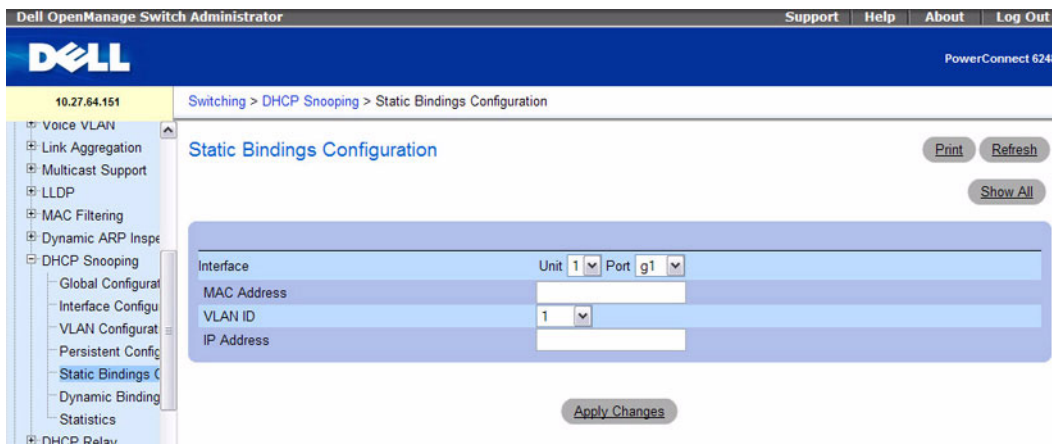 Dell OpenManage Switch Administrator
Support Help About Log Out
DELL
PowerConnect 624
10.27.64.151
Switching > DHCP Snooping > Static Bindings Configuration
Voice VLAN
Link Aggregation
Multicast Support
LLDP
MAC Filtering
Dynamic ARP Inspe
DHCP Snooping
Global Configurat
Interface Configu
VLAN Configurat
Persistent Config
Static Bindings C
Dynamic Binding
Statistics
DHCP Relay
Static Bindings Configuration
Print Refresh
Show All
Interface Unit 1 Port g1
MAC Address
VLAN ID 1
IP Address
Apply Changes